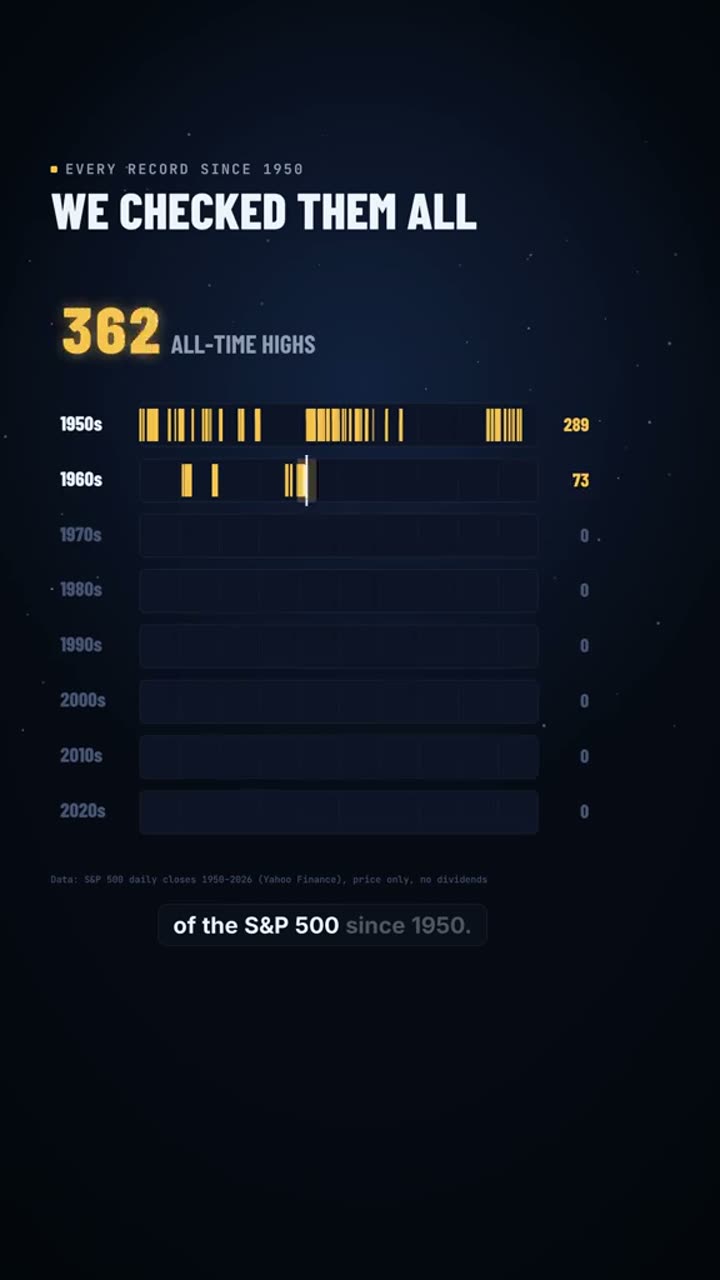 EVERY RECORD SINCE 1950
WE CHECKED THEM ALL
362 ALL-TIME HIGHS
1950s 289
1960s 73
1970s 0
1980s 0
1990s 0
2000s 0
2010s 0
2020s 0
Data: S&P 500 daily closes 1950–2026 (Yahoo Finance), price only, no dividends
of the S&P 500 since 1950.